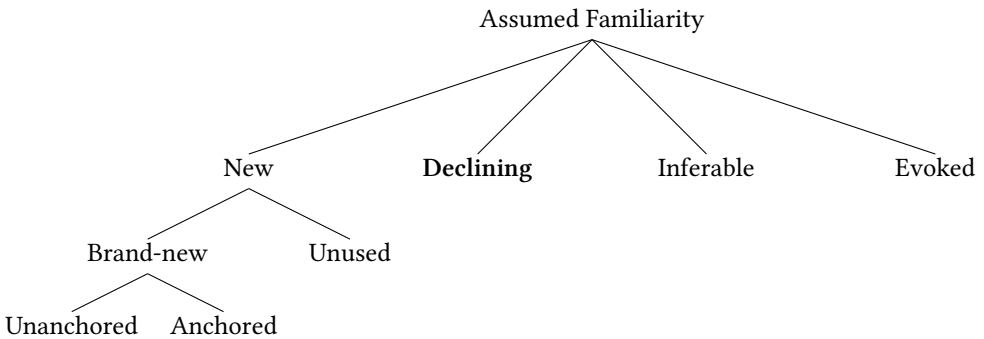 Assumed Familiarity
New Declining Inferable Evoked
Brand-new Unused
Unanchored Anchored